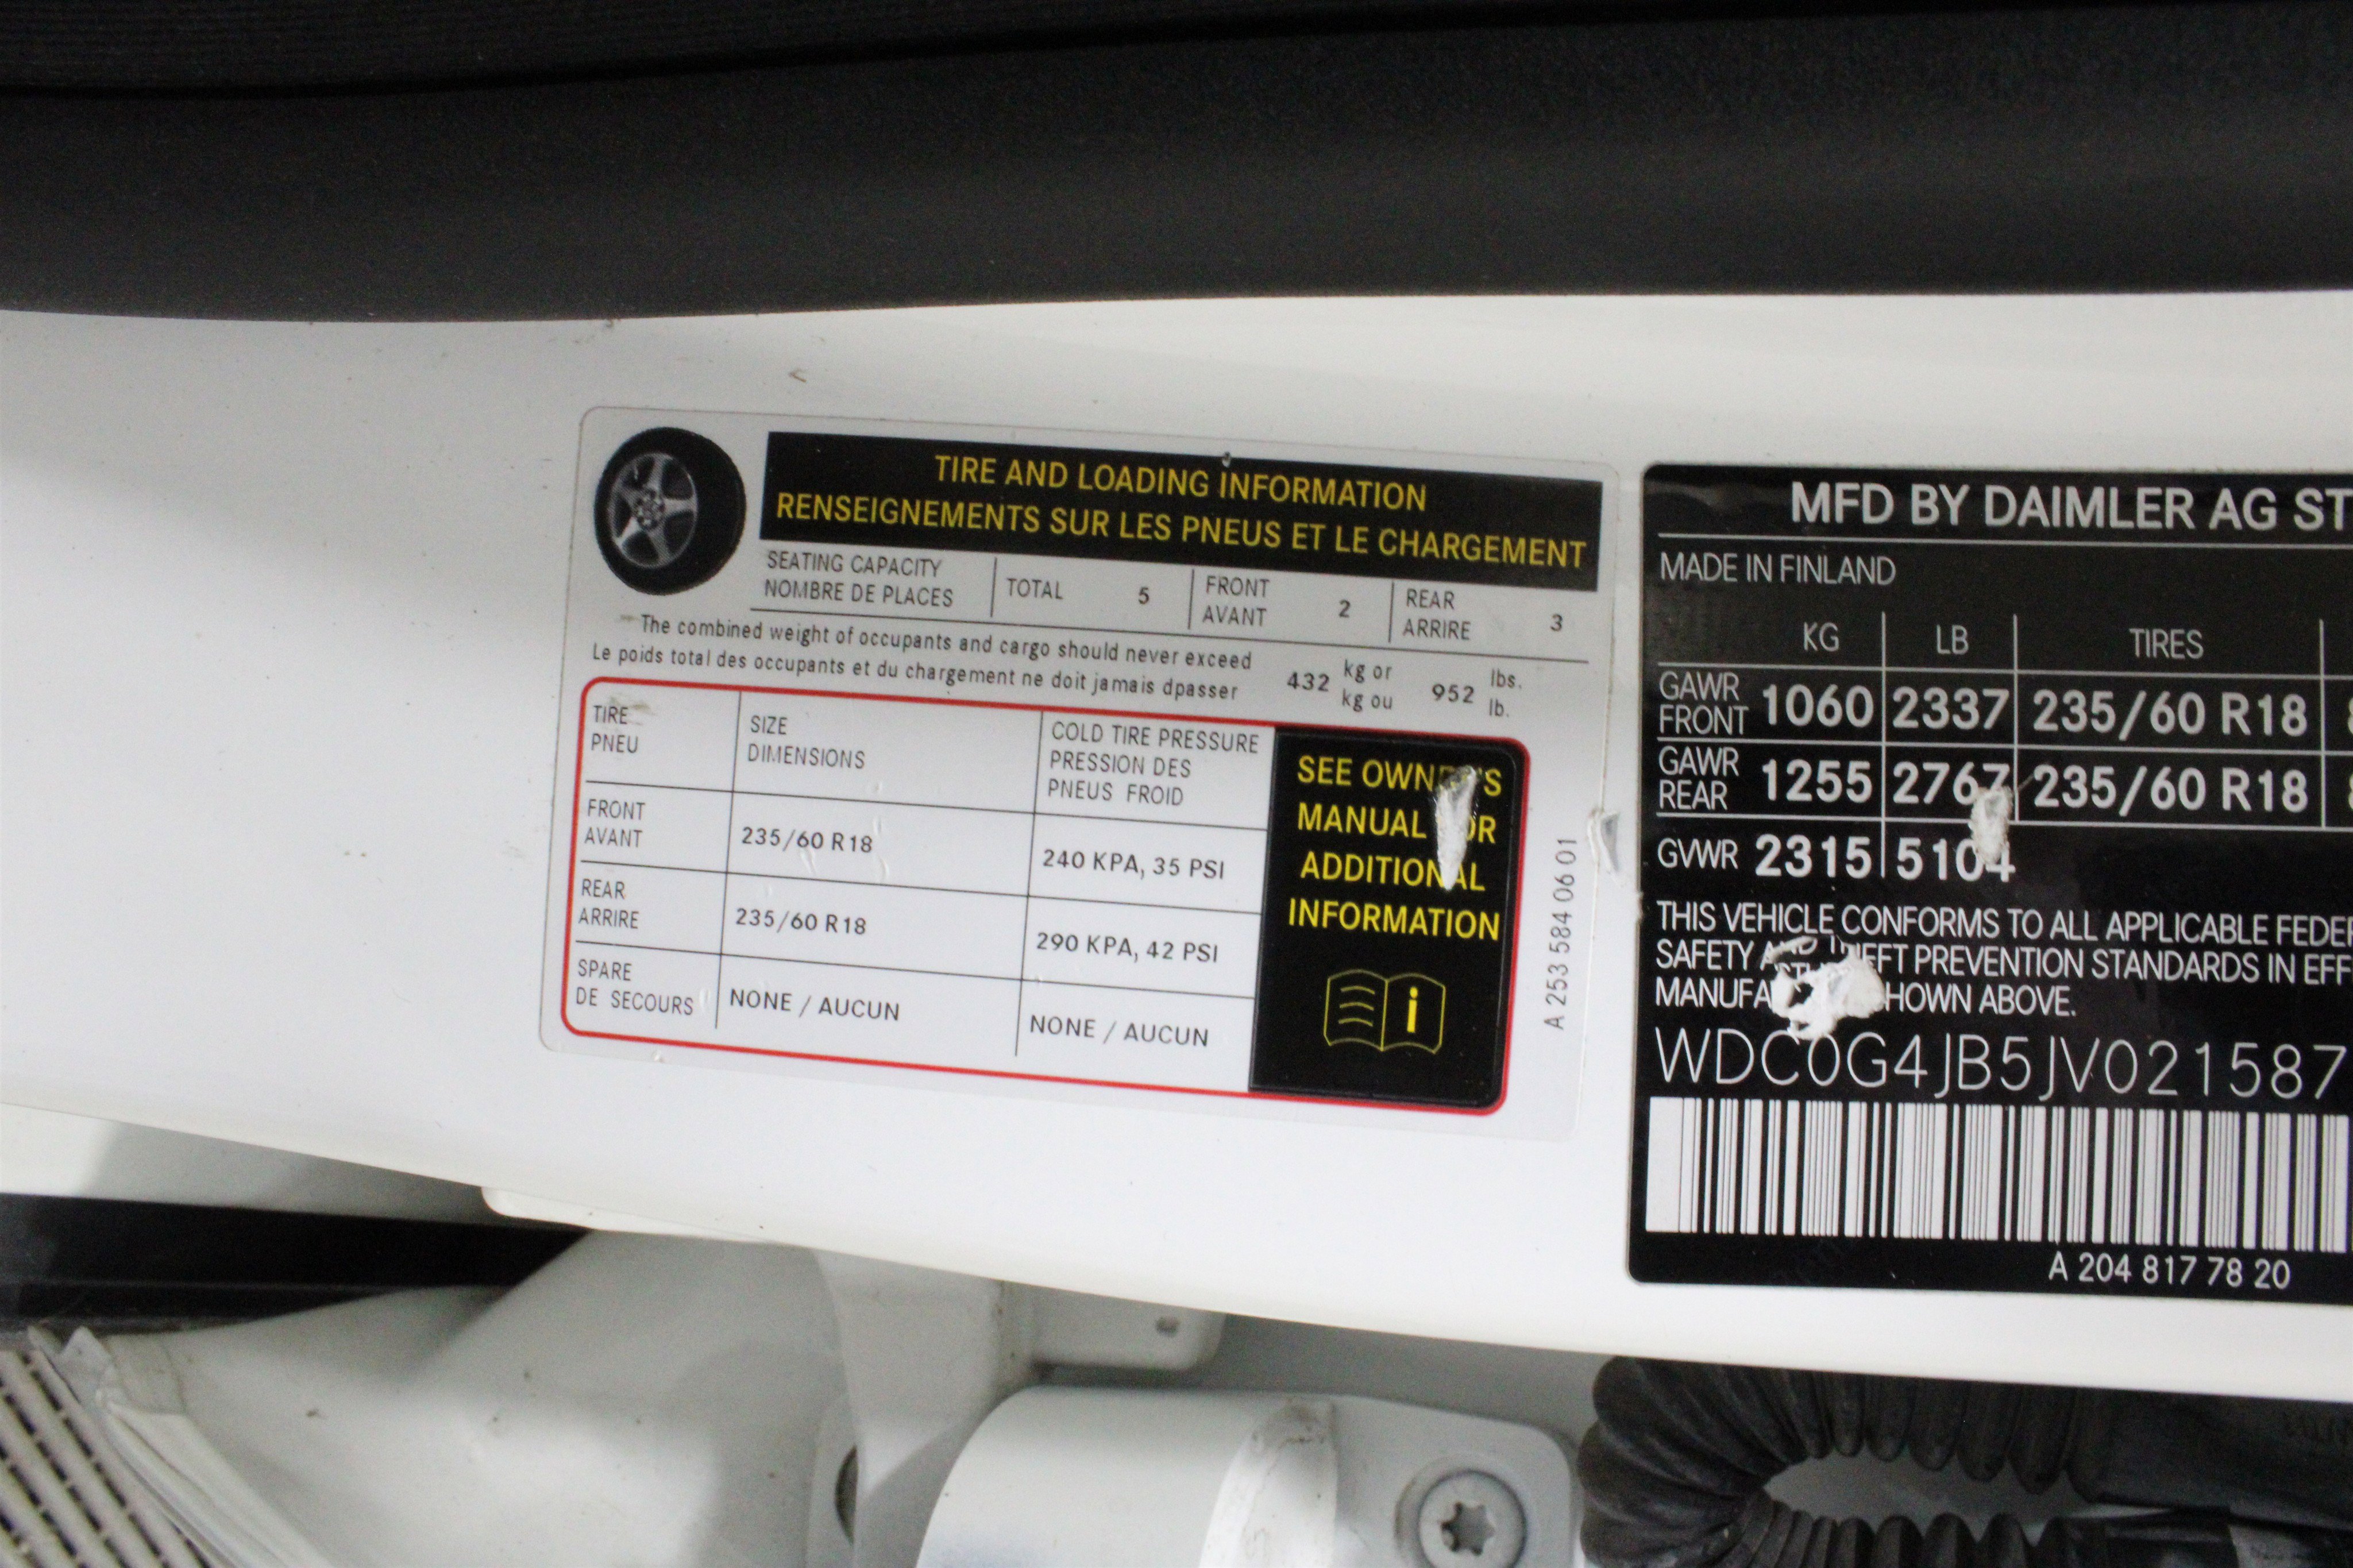 TIRE AND LOADING INFORMATION
RENSEIGNEMENTS SUR LES PNEUS ET LE CHARGEMENT
SEATING CAPACITY
NOMBRE DE PLACES
TOTAL 5
FRONT
AVANT
2
REAR
ARRIRE
3
The combined weight of occupants and cargo should never exceed
Le poids total des occupants et du chargement ne doit jamais dpasser
432
kg or
kg ou
952
lbs.
lb.
TIRE
PNEU
SIZE
DIMENSIONS
COLD TIRE PRESSURE
PRESSION DES
PNEUS FROID
FRONT
AVANT
235/60 R18
240 KPA, 35 PSI
REAR
ARRIRE
235/60 R18
290 KPA, 42 PSI
SPARE
DE SECOURS
NONE / AUCUN
NONE / AUCUN
SEE
MANUAL
ADDITIONAL
INFORMATION
i
A 253 584 06 01
MFD BY DAIMLER AG
MADE IN FINLAND
KG LB TIRES
GAWR
FRONT
1060 2337 235/60 R18
GAWR
REAR
1255 2767 235/60 R18
GVWR 2315 5104
THIS VEHICLE CONFORMS TO ALL APPLICABLE
SAFETY PREVENTION STANDARDS IN
ABOVE.
WDC0G4JB5JV021587
A 204 817 78 20